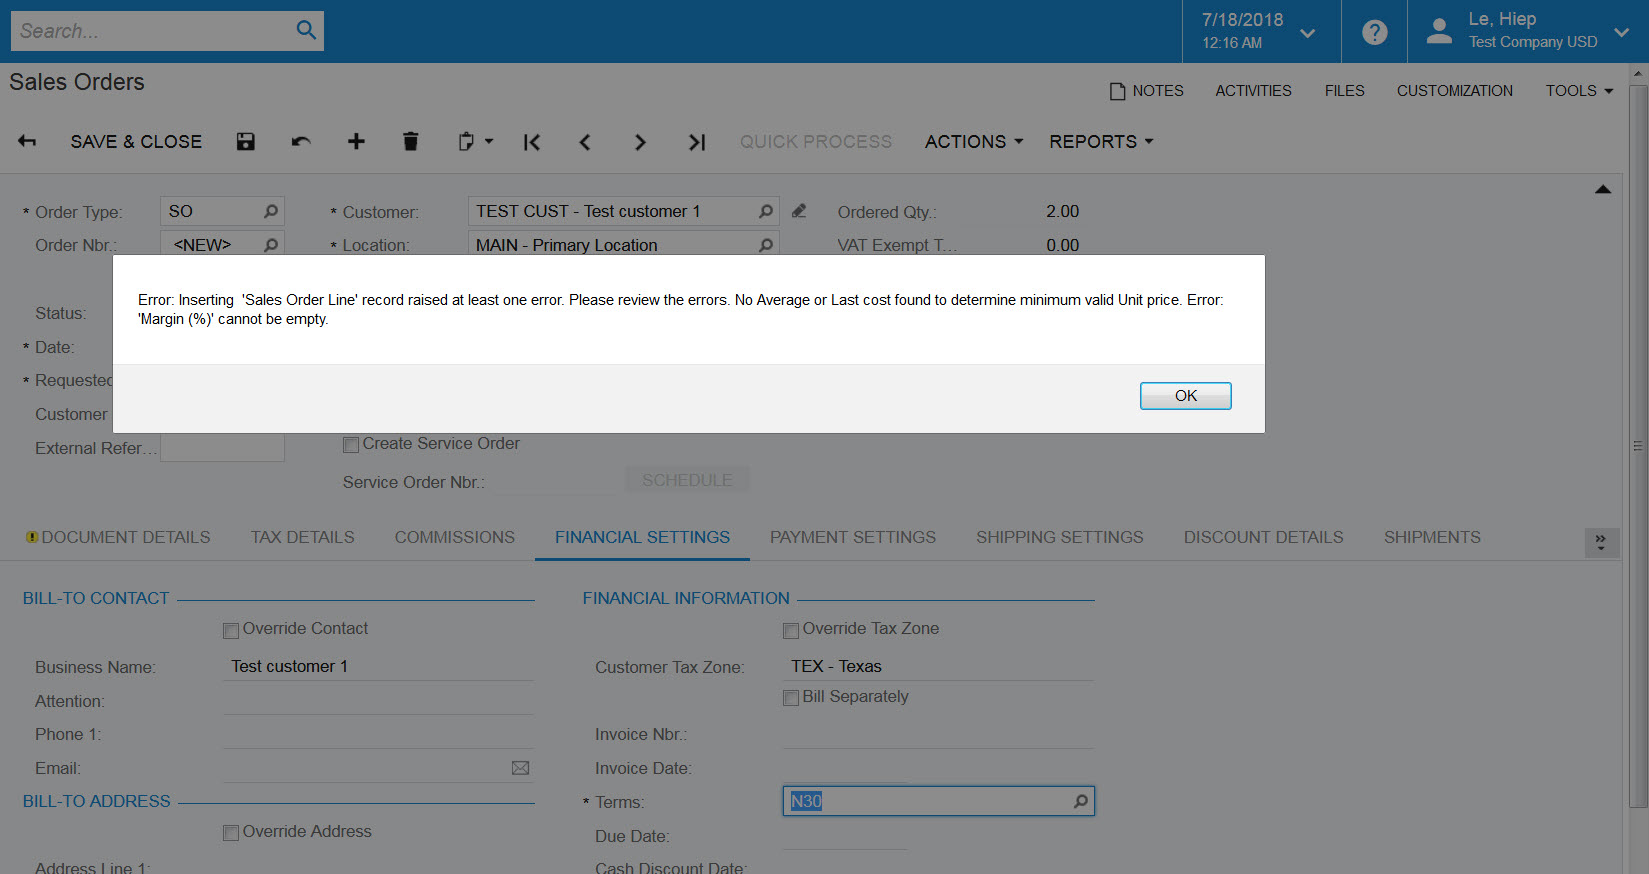 Search...
7/18/2018
12:16 AM
?
Le, Hiep
Test Company USD
Sales Orders
NOTES ACTIVITIES FILES CUSTOMIZATION TOOLS
SAVE & CLOSE QUICK PROCESS ACTIONS REPORTS
* Order Type: SO * Customer: TEST CUST - Test customer 1 Ordered Qty.: 2.00
Order Nbr.: <NEW> * Location: MAIN - Primary Location VAT Exempt T... 0.00
Error: Inserting 'Sales Order Line' record raised at least one error. Please review the errors. No Average or Last cost found to determine minimum valid Unit price. Error:
'Margin (%)' cannot be empty.
OK
Status:
* Date:
* Requested
Customer
External Refer...
Create Service Order
Service Order Nbr.: SCHEDULE
DOCUMENT DETAILS TAX DETAILS COMMISSIONS FINANCIAL SETTINGS PAYMENT SETTINGS SHIPPING SETTINGS DISCOUNT DETAILS SHIPMENTS
BILL-TO CONTACT
Override Contact
Business Name: Test customer 1
Attention:
Phone 1:
Email:
BILL-TO ADDRESS
Override Address
Address Line 1:
FINANCIAL INFORMATION
Override Tax Zone
Customer Tax Zone: TEX - Texas
Bill Separately
Invoice Nbr.:
Invoice Date:
* Terms: N30
Due Date:
Cash Discount Date: